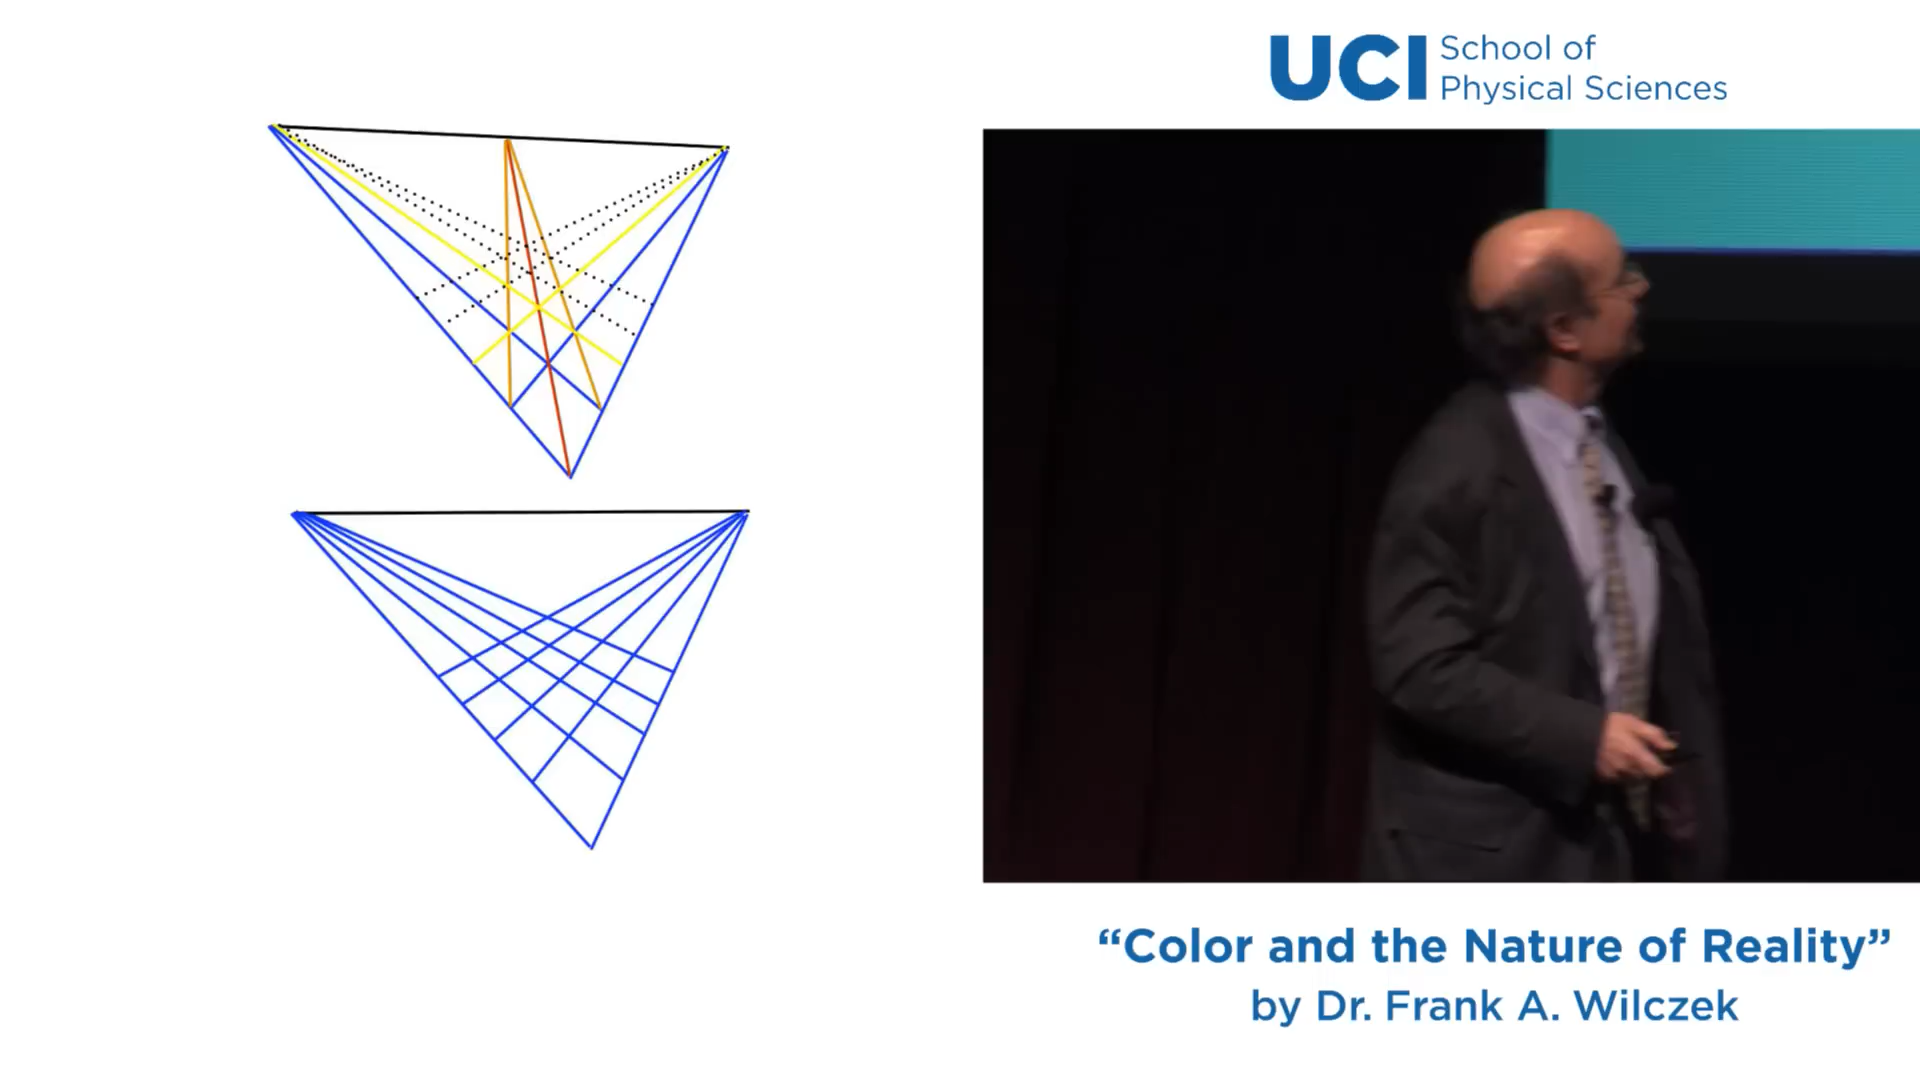 UCI School of
Physical Sciences
“Color and the Nature of Reality”
by Dr. Frank A. Wilczek